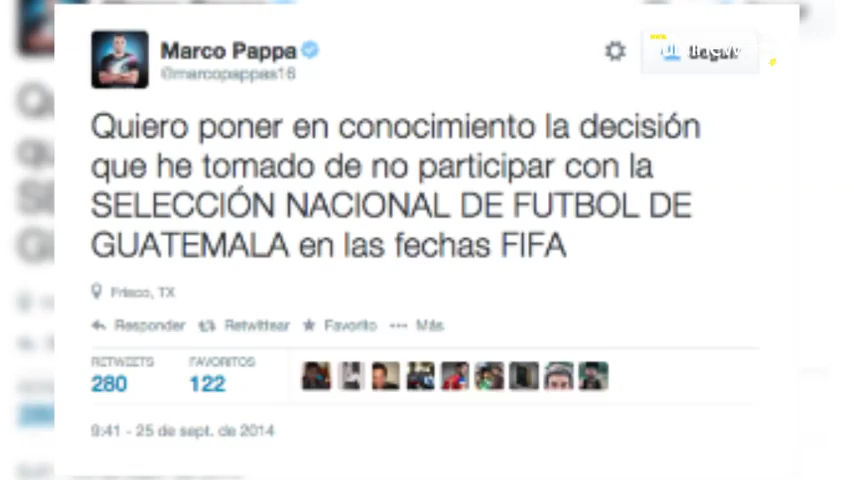 Marco Pappa
@marcopappas16
Quiero poner en conocimiento la decisión
que he tomado de no participar con la
SELECCIÓN NACIONAL DE FUTBOL DE
GUATEMALA en las fechas FIFA
Frisco, TX
Responder Retwittear Favorito Más
RETWEETS FAVORITOS
280 122
9:41 - 25 de sept. de 2014